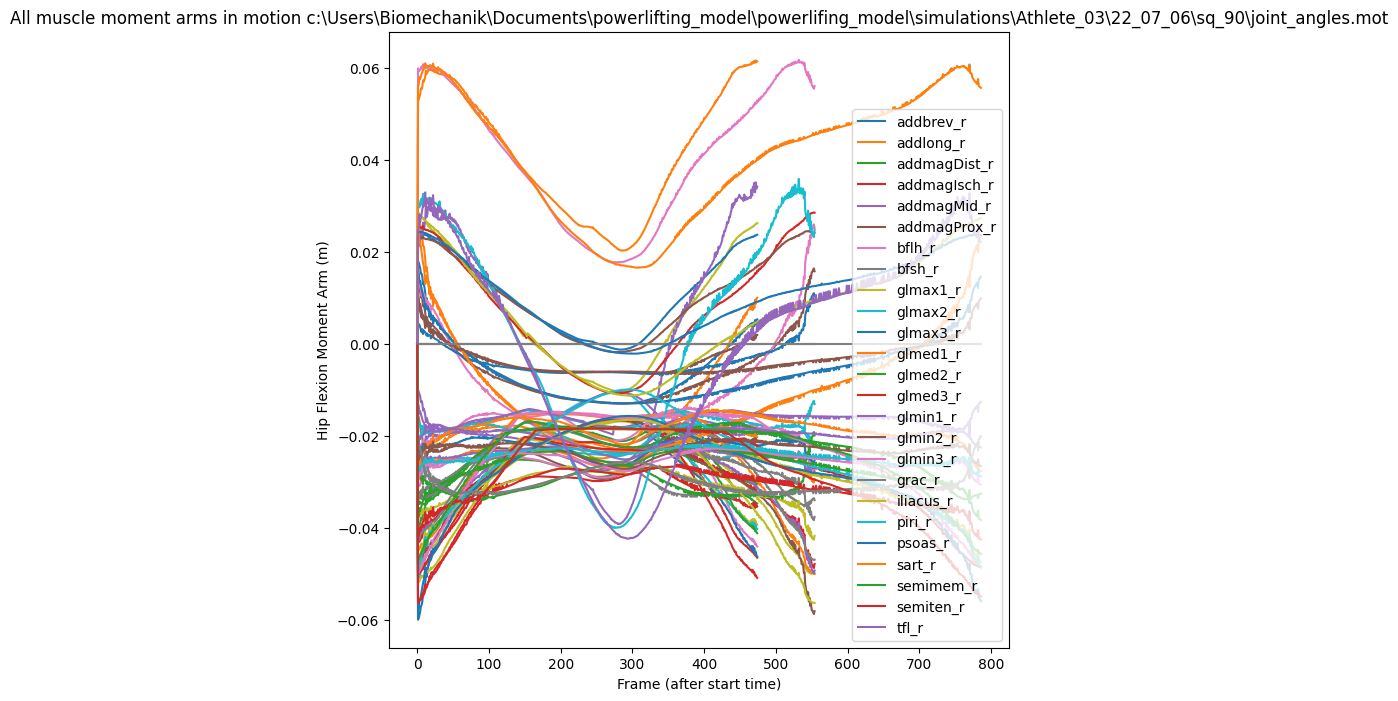 All muscle moment arms in motion c:\Users\Biomechanik\Documents\powerlifting_model\powerlifing_model\simulations\Athlete_03\22_07_06\sq_90\joint_angles.mot
Hip Flexion Moment Arm (m)
0.06
0.04
0.02
0.00
−0.02
−0.04
−0.06
0 100 200 300 400 500 600 700 800
Frame (after start time)
addbrev_r
addlong_r
addmagDist_r
addmagIsch_r
addmagMid_r
addmagProx_r
bflh_r
bfsh_r
glmax1_r
glmax2_r
glmax3_r
glmed1_r
glmed2_r
glmed3_r
glmin1_r
glmin2_r
glmin3_r
grac_r
iliacus_r
piri_r
psoas_r
sart_r
semimem_r
semiten_r
tfl_r